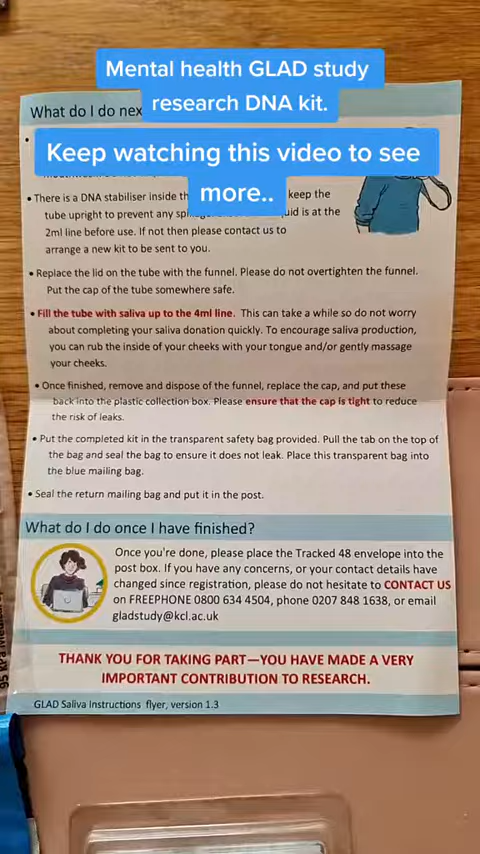 Mental health GLAD study
research DNA kit.
What do I do
Keep watching this video to see
more..
• There is a DNA stabiliser inside keep the
tube upright to prevent any is at the
2ml line before use. If not then please contact us to
arrange a new kit to be sent to you.
• Replace the lid on the tube with the funnel. Please do not overtighten the funnel.
Put the cap of the tube somewhere safe.
• Fill the tube with saliva up to the 4ml line. This can take a while so do not worry
about completing your saliva donation quickly. To encourage saliva production,
you can rub the inside of your cheeks with your tongue and/or gently massage
your cheeks.
• Once finished, remove and dispose of the funnel, replace the cap, and put these
back into the plastic collection box. Please ensure that the cap is tight to reduce
the risk of leaks.
• Put the completed kit in the transparent safety bag provided. Pull the tab on the top of
the bag and seal the bag to ensure it does not leak. Place this transparent bag into
the blue mailing bag.
• Seal the return mailing bag and put it in the post.
What do I do once I have finished?
Once you're done, please place the Tracked 48 envelope into the
post box. If you have any concerns, or your contact details have
changed since registration, please do not hesitate to CONTACT US
on FREEPHONE 0800 634 4504, phone 0207 848 1638, or email
gladstudy@kcl.ac.uk
THANK YOU FOR TAKING PART—YOU HAVE MADE A VERY
IMPORTANT CONTRIBUTION TO RESEARCH.
GLAD Saliva Instructions flyer, version 1.3
95 kPa